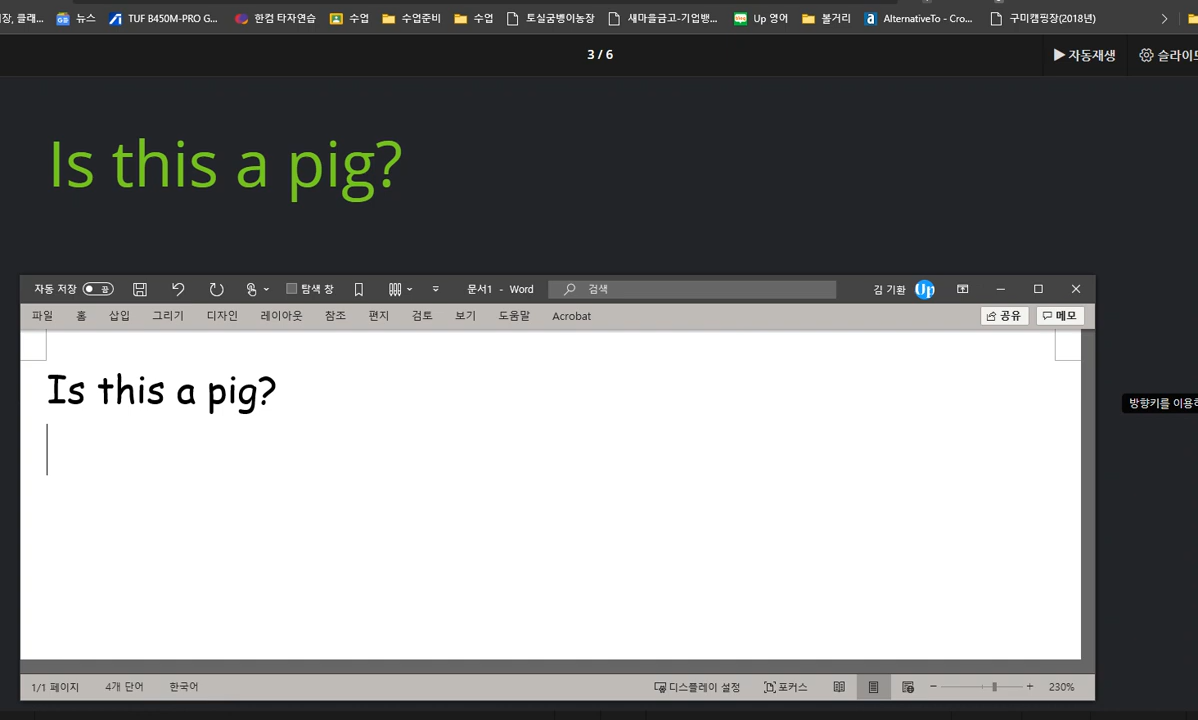 장, 클래... 뉴스 TUF B450M-PRO G... 한컴 타자연습 수업 수업준비 수업 토실굼벵이농장 새마을금고-기업뱅... Up 영어 볼거리 AlternativeTo - Cro... 구미캠핑장(2018년)
3 / 6 자동재생 슬라이드
Is this a pig?
자동 저장 끔 탐색 창 문서1 - Word 검색 김 기환 Up
파일 홈 삽입 그리기 디자인 레이아웃 참조 편지 검토 보기 도움말 Acrobat 공유 메모
Is this a pig?
방향키를 이용하
1/1 페이지 4개 단어 한국어 디스플레이 설정 포커스 230%